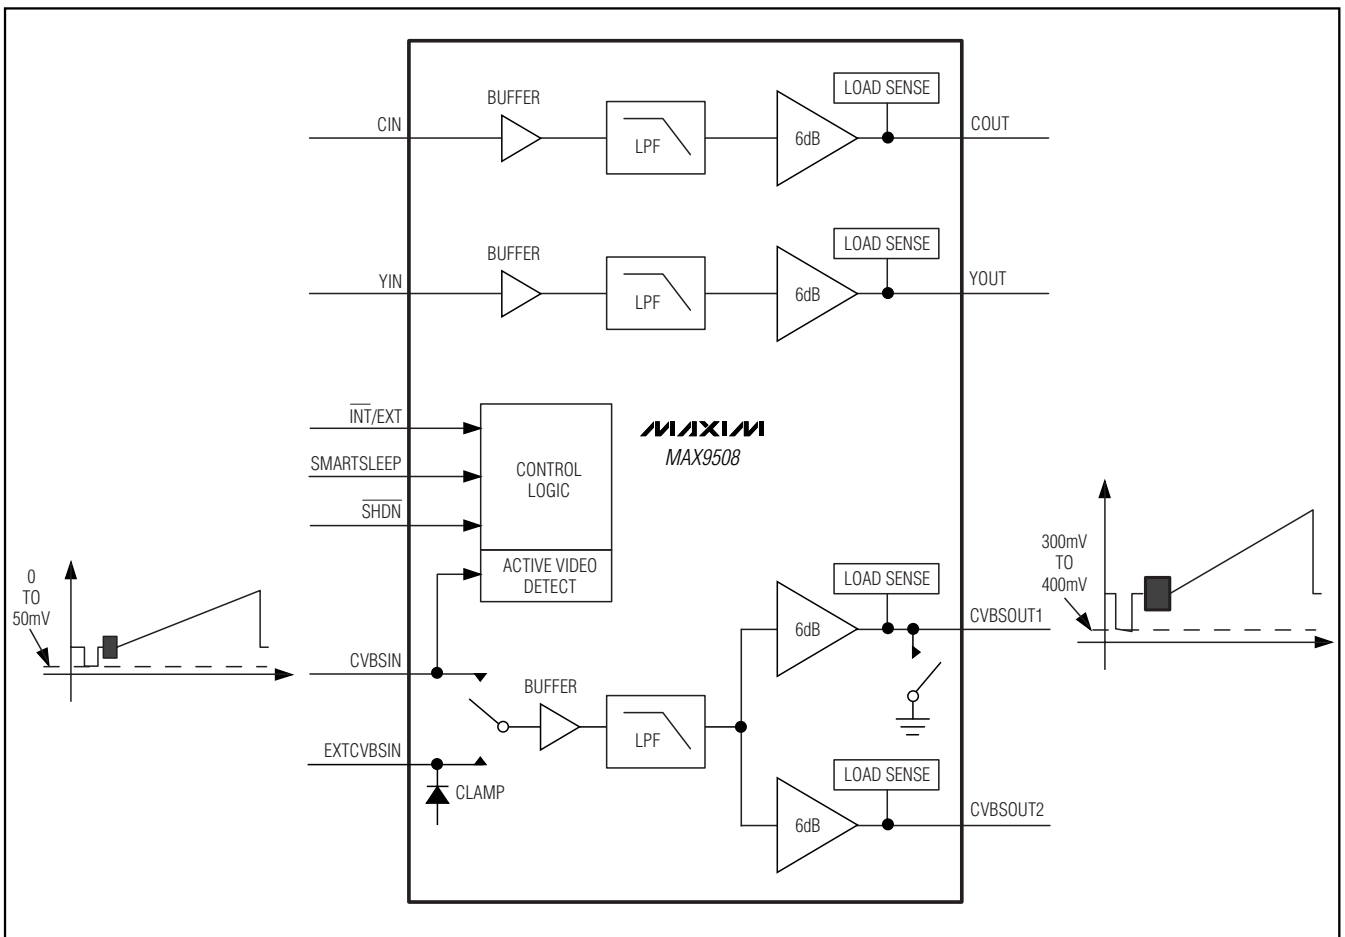 LOAD SENSE
BUFFER
CIN
LPF
6dB
COUT
LOAD SENSE
BUFFER
YIN
LPF
6dB
YOUT
INT/EXT
SMARTSLEEP
SHDN
CONTROL
LOGIC
ACTIVE VIDEO
DETECT
MAXIM
MAX9508
0
TO
50mV
300mV
TO
400mV
LOAD SENSE
6dB
CVBSOUT1
CVBSIN
BUFFER
LPF
EXTCVBSIN
CLAMP
LOAD SENSE
6dB
CVBSOUT2